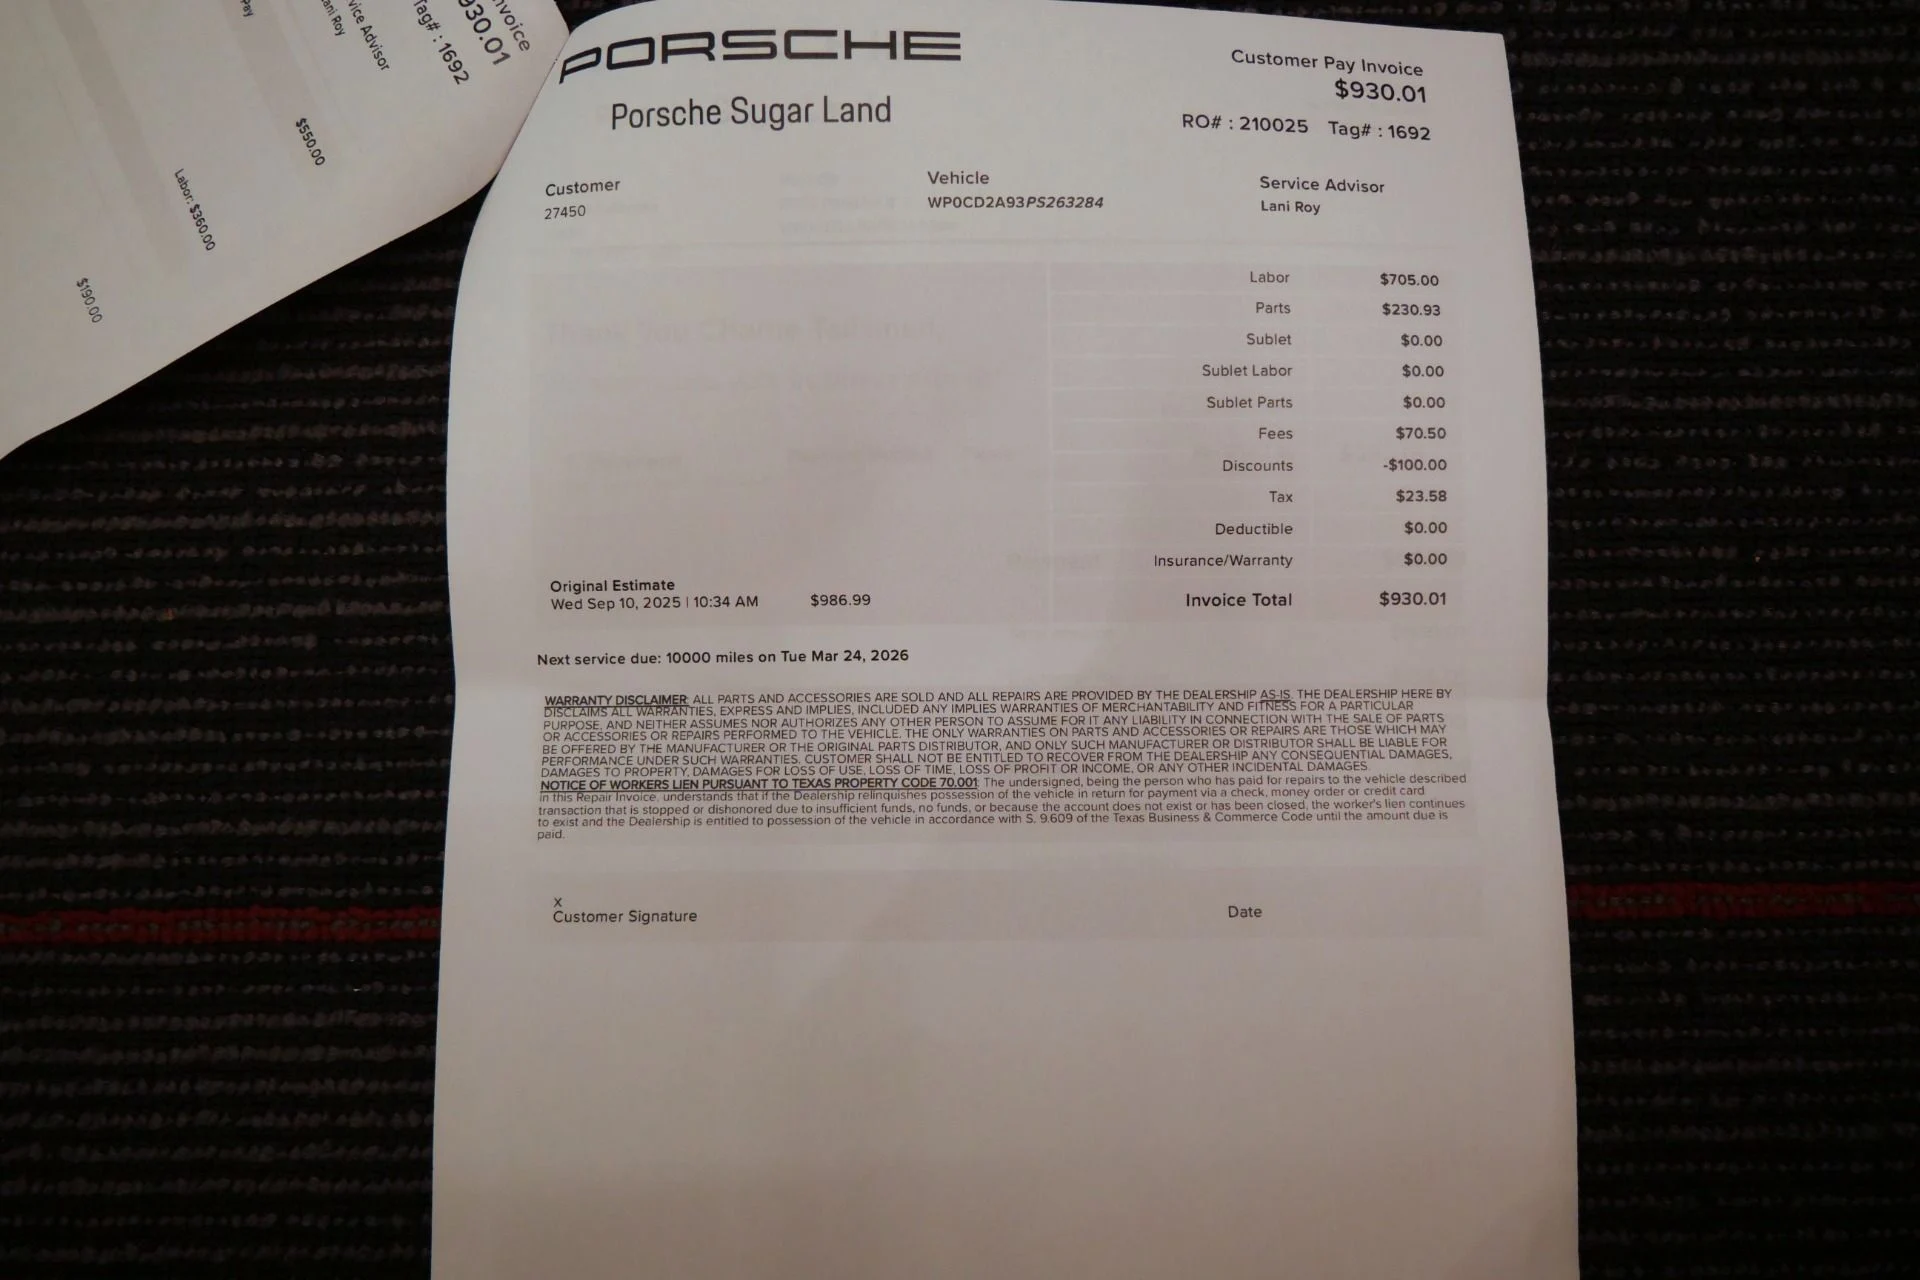 nvoice
930.01
Tag# : 1692
vice Advisor
ani Roy
Pay
$550.00
Labor: $360.00
$190.00
PORSCHE
Porsche Sugar Land
Customer Pay Invoice
$930.01
RO# : 210025 Tag# : 1692
Customer
27450
Vehicle
WP0CD2A93PS263284
Service Advisor
Lani Roy
Labor $705.00
Parts $230.93
Sublet $0.00
Sublet Labor $0.00
Sublet Parts $0.00
Fees $70.50
Discounts -$100.00
Tax $23.58
Deductible $0.00
Insurance/Warranty $0.00
Original Estimate
Wed Sep 10, 2025 | 10:34 AM $986.99
Invoice Total $930.01
Next service due: 10000 miles on Tue Mar 24, 2026
WARRANTY DISCLAIMER: ALL PARTS AND ACCESSORIES ARE SOLD AND ALL REPAIRS ARE PROVIDED BY THE DEALERSHIP AS-IS. THE DEALERSHIP HERE BY
DISCLAIMS ALL WARRANTIES, EXPRESS AND IMPLIES, INCLUDED ANY IMPLIES WARRANTIES OF MERCHANTABILITY AND FITNESS FOR A PARTICULAR
PURPOSE, AND NEITHER ASSUMES NOR AUTHORIZES ANY OTHER PERSON TO ASSUME FOR IT ANY LIABILITY IN CONNECTION WITH THE SALE OF PARTS
OR ACCESSORIES OR REPAIRS PERFORMED TO THE VEHICLE. THE ONLY WARRANTIES ON PARTS AND ACCESSORIES OR REPAIRS ARE THOSE WHICH MAY
BE OFFERED BY THE MANUFACTURER OR THE ORIGINAL PARTS DISTRIBUTOR, AND ONLY SUCH MANUFACTURER OR DISTRIBUTOR SHALL BE LIABLE FOR
PERFORMANCE UNDER SUCH WARRANTIES. CUSTOMER SHALL NOT BE ENTITLED TO RECOVER FROM THE DEALERSHIP ANY CONSEQUENTIAL DAMAGES,
DAMAGES TO PROPERTY, DAMAGES FOR LOSS OF USE, LOSS OF TIME, LOSS OF PROFIT OR INCOME, OR ANY OTHER INCIDENTAL DAMAGES.
NOTICE OF WORKERS LIEN PURSUANT TO TEXAS PROPERTY CODE 70.001: The undersigned, being the person who has paid for repairs to the vehicle described
in this Repair Invoice, understands that if the Dealership relinquishes possession of the vehicle in return for payment via a check, money order or credit card
transaction that is stopped or dishonored due to insufficient funds, no funds, or because the account does not exist or has been closed, the worker's lien continues
to exist and the Dealership is entitled to possession of the vehicle in accordance with S. 9.609 of the Texas Business & Commerce Code until the amount due is
paid.
X
Customer Signature
Date